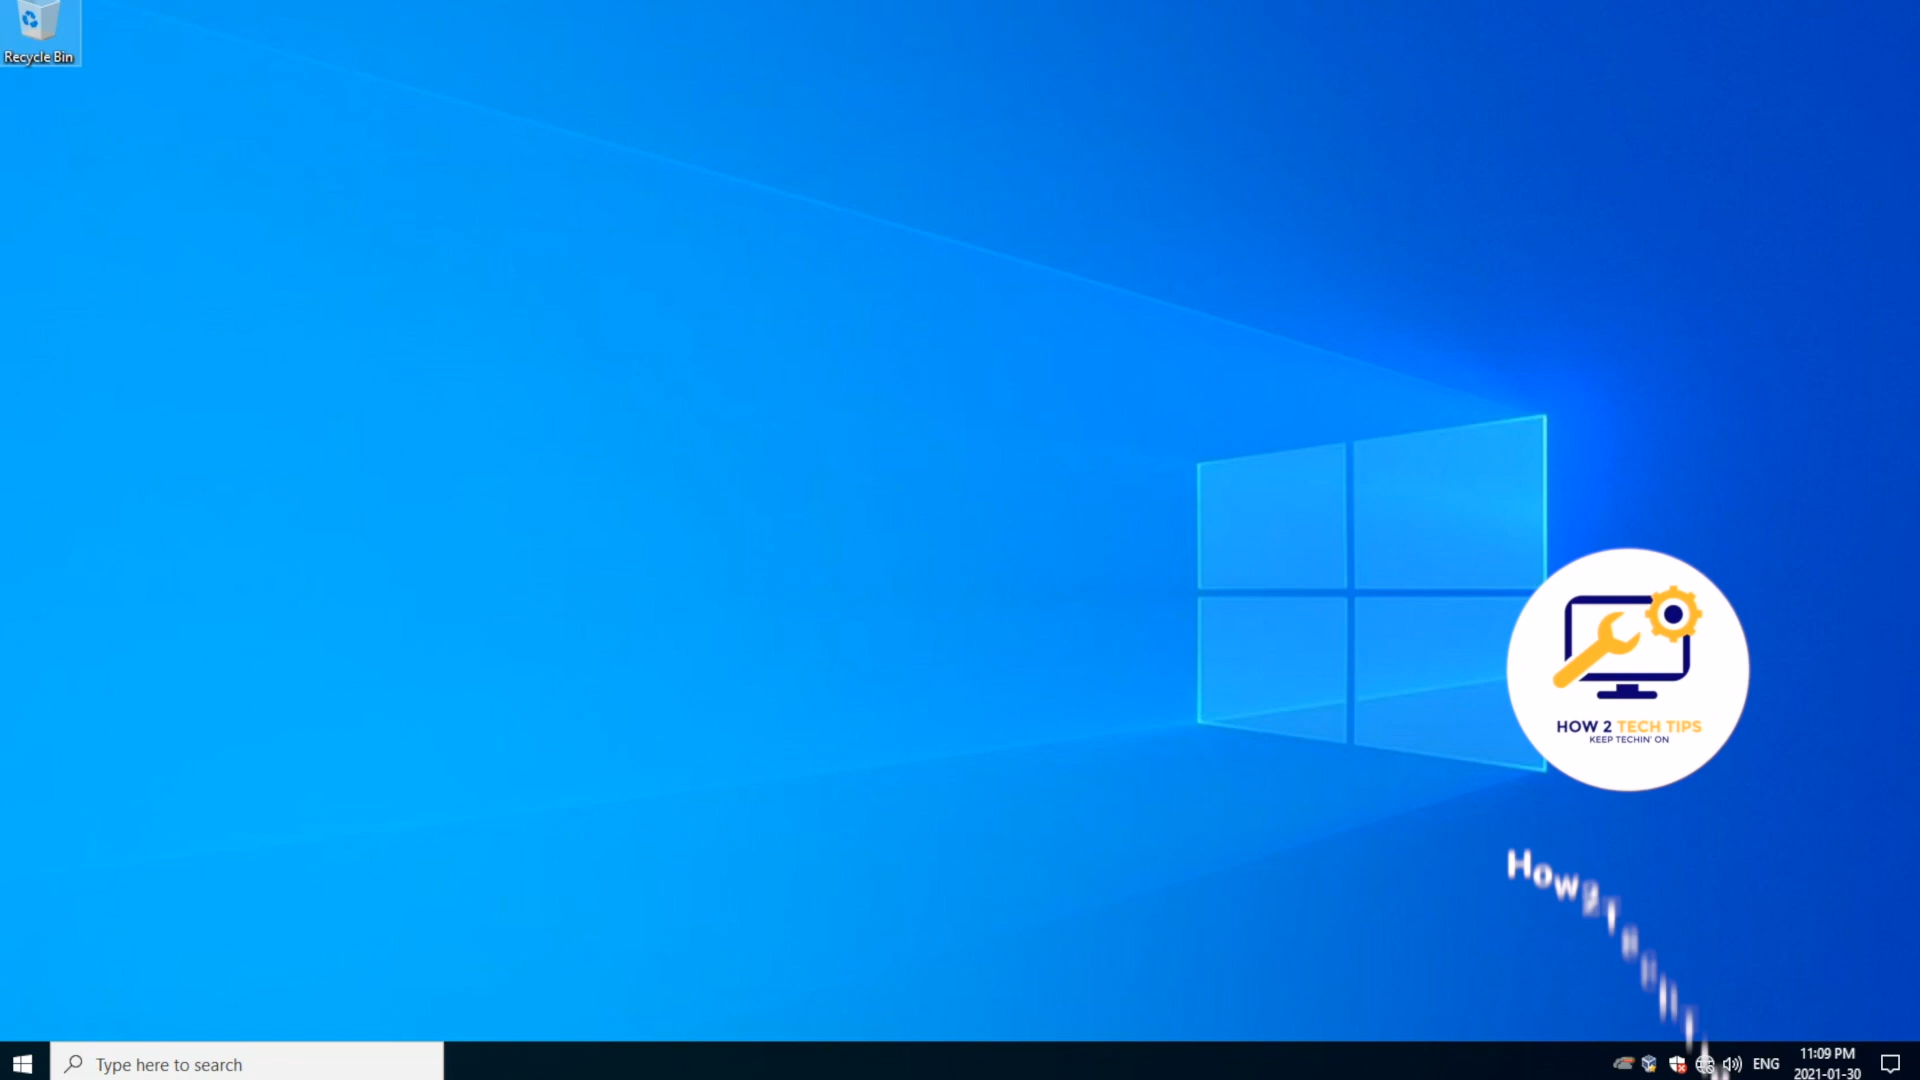 Recycle Bin
HOW 2 TECH TIPS
KEEP TECHIN' ON
How2
Type here to search
ENG
11:09 PM
2021-01-30